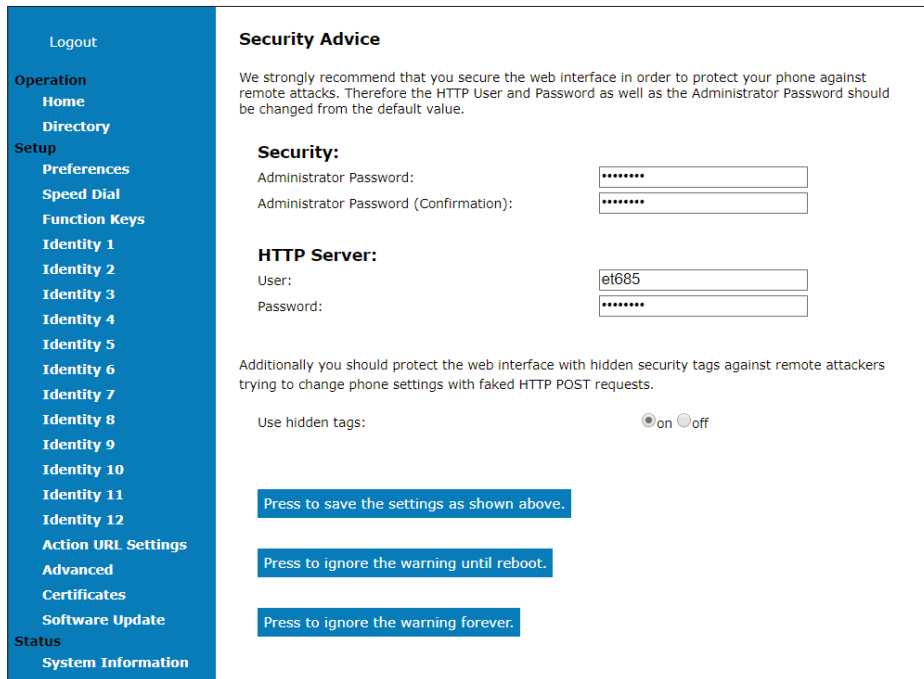 Logout
Operation
Home
Directory
Setup
Preferences
Speed Dial
Function Keys
Identity 1
Identity 2
Identity 3
Identity 4
Identity 5
Identity 6
Identity 7
Identity 8
Identity 9
Identity 10
Identity 11
Identity 12
Action URL Settings
Advanced
Certificates
Software Update
Status
System Information
Security Advice
We strongly recommend that you secure the web interface in order to protect your phone against
remote attacks. Therefore the HTTP User and Password as well as the Administrator Password should
be changed from the default value.
Security:
Administrator Password: ••••••••
Administrator Password (Confirmation): ••••••••
HTTP Server:
User: et685
Password: ••••••••
Additionally you should protect the web interface with hidden security tags against remote attackers
trying to change phone settings with faked HTTP POST requests.
Use hidden tags: on off
Press to save the settings as shown above.
Press to ignore the warning until reboot.
Press to ignore the warning forever.